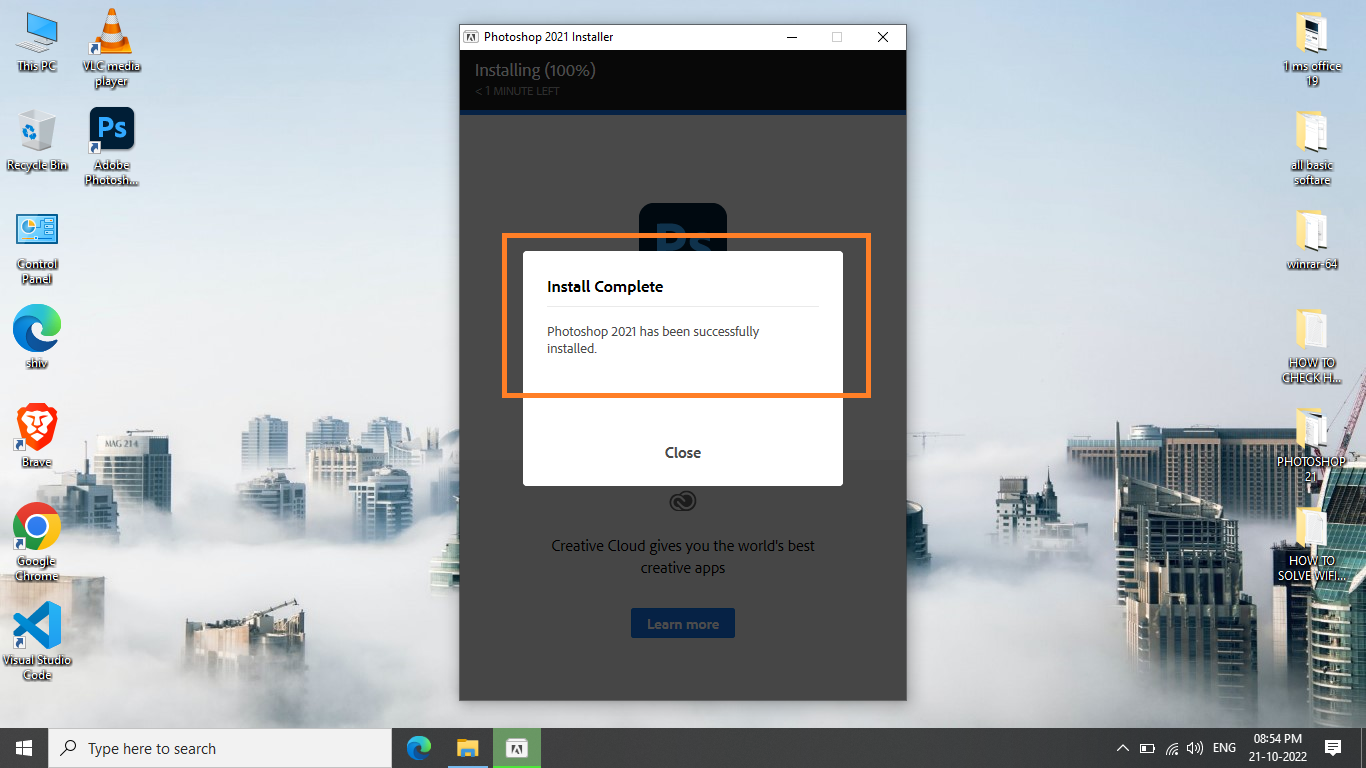 This PC
VLC media
player
Recycle Bin
Ps
Adobe
Photosh...
Control
Panel
shiv
Brave
Google
Chrome
Visual Studio
Code
MAG 214
Photoshop 2021 Installer
Installing (100%)
< 1 MINUTE LEFT
Ps
Install Complete
Photoshop 2021 has been successfully
installed.
Close
Creative Cloud gives you the world's best
creative apps
Learn more
1 ms office
19
all basic
softare
winrar-64
HOW TO
CHECK H...
PHOTOSHOP
21
HOW TO
SOLVE WIFI...
Type here to search
ENG
08:54 PM
21-10-2022